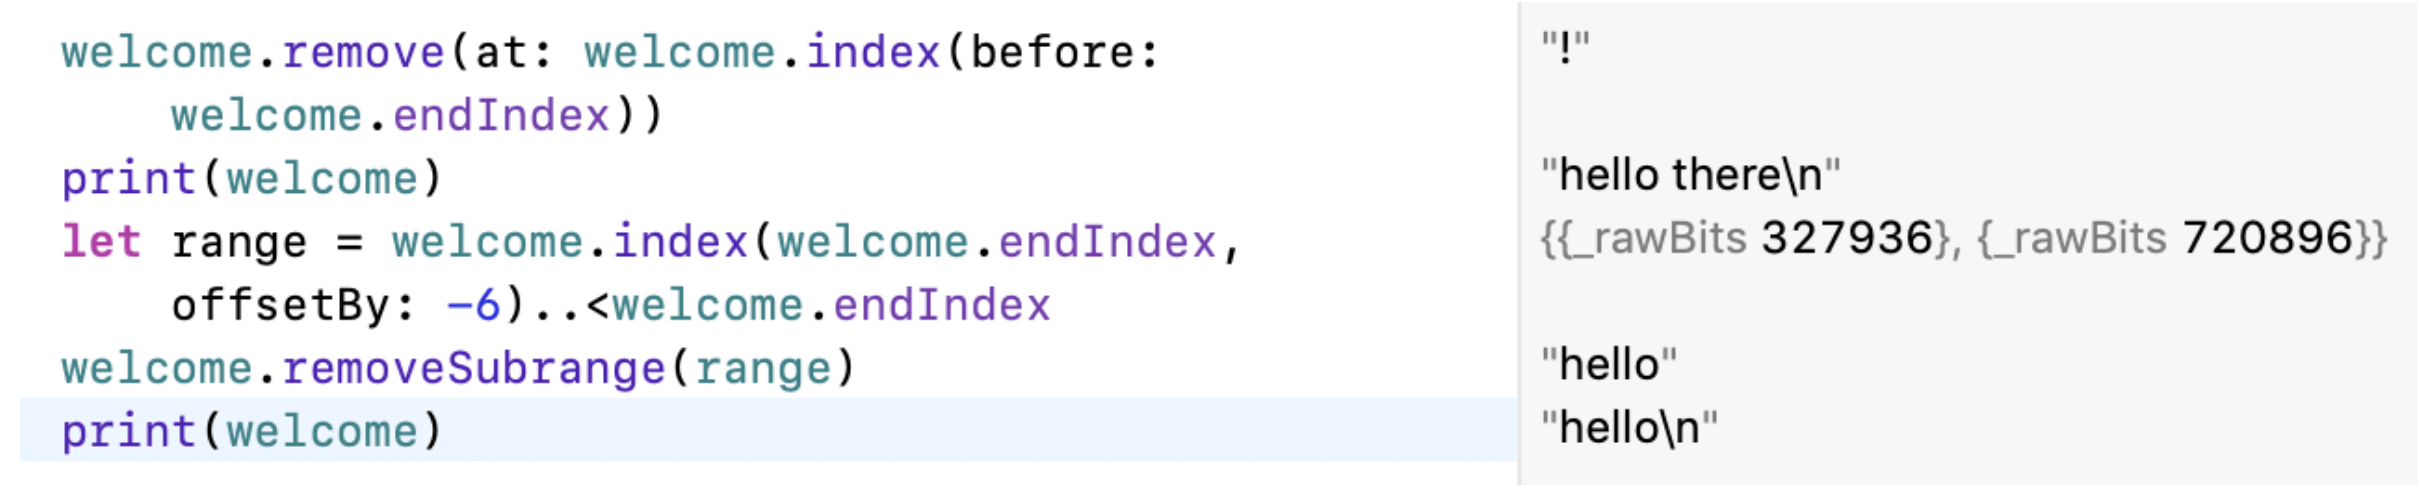 welcome.remove(at: welcome.index(before:
"!"
welcome.endIndex))
print(welcome)
"hello there\n"
let range = welcome.index(welcome.endIndex,
{{_rawBits 327936}, {_rawBits 720896}}
offsetBy: -6)..<welcome.endIndex
welcome.removeSubrange(range)
"hello"
print(welcome)
"hello\n"